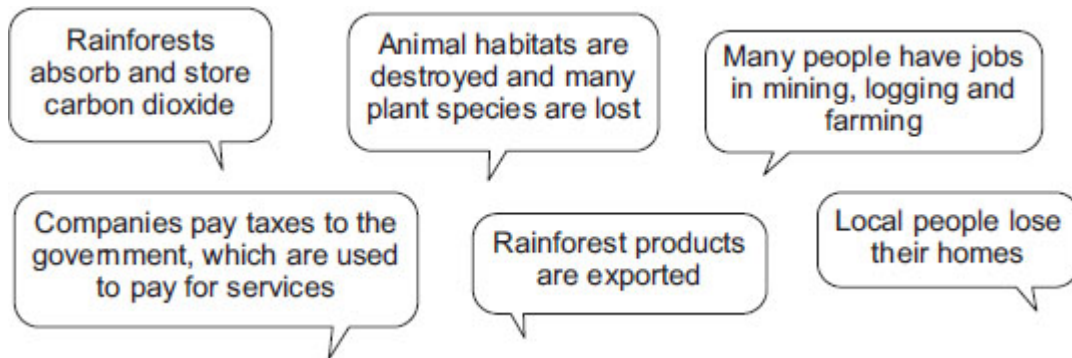 Rainforests
absorb and store
carbon dioxide
Animal habitats are
destroyed and many
plant species are lost
Many people have jobs
in mining, logging and
farming
Companies pay taxes to the
government, which are used
to pay for services
Rainforest products
are exported
Local people lose
their homes